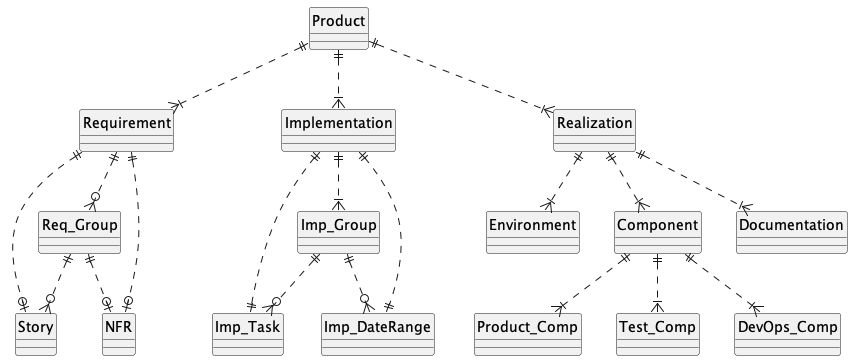 Product
Requirement
Implementation
Realization
Req_Group
Imp_Group
Environment
Component
Documentation
Story
NFR
Imp_Task
Imp_DateRange
Product_Comp
Test_Comp
DevOps_Comp